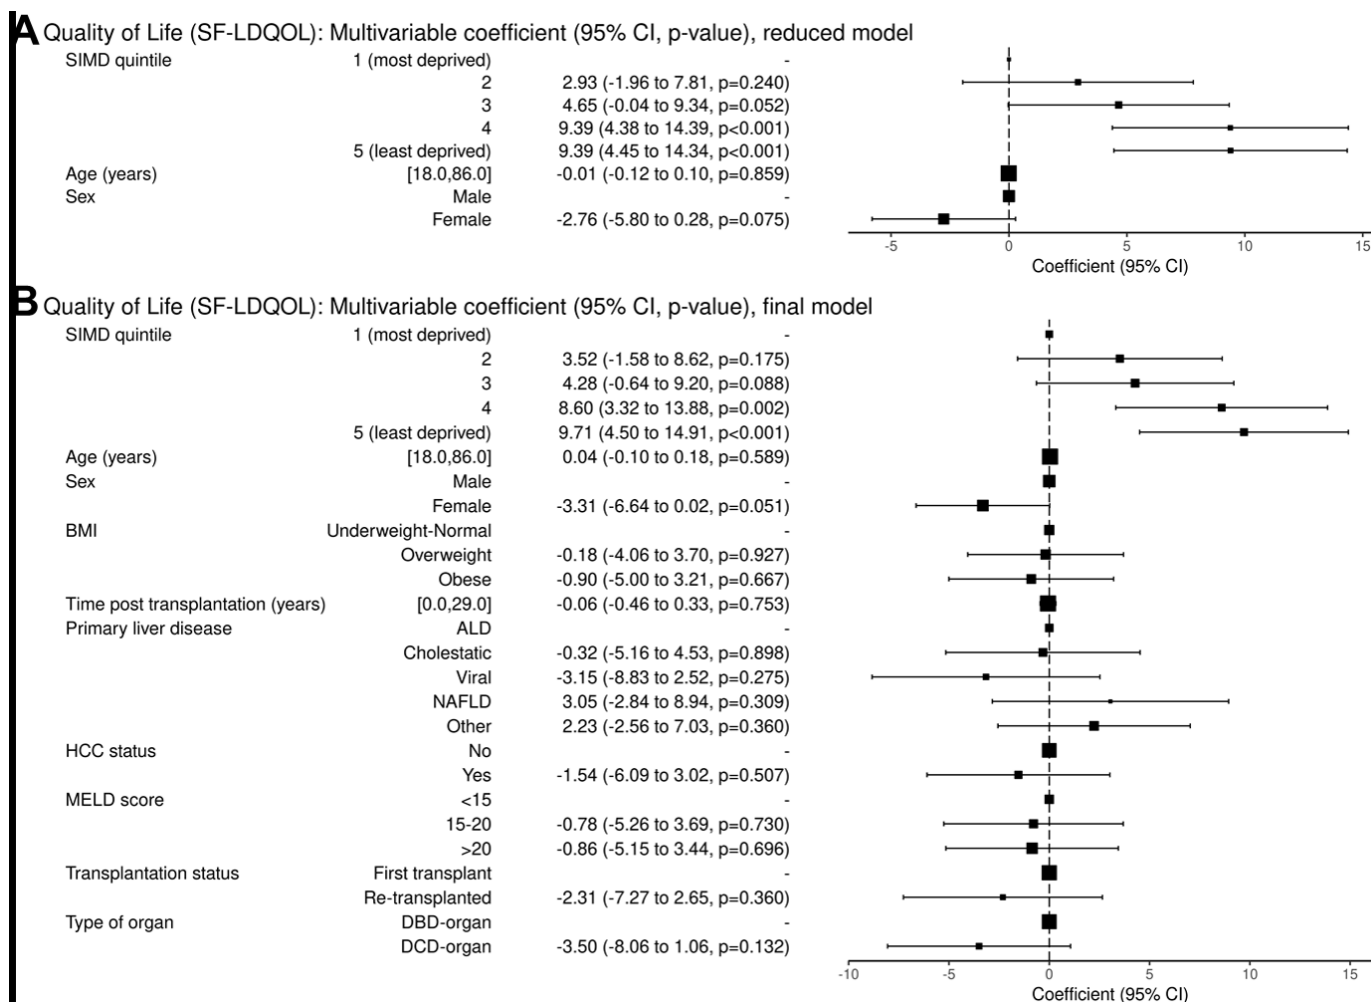 A Quality of Life (SF-LDQOL): Multivariable coefficient (95% CI, p-value), reduced model
SIMD quintile 1 (most deprived) -
2 2.93 (-1.96 to 7.81, p=0.240)
3 4.65 (-0.04 to 9.34, p=0.052)
4 9.39 (4.38 to 14.39, p<0.001)
5 (least deprived) 9.39 (4.45 to 14.34, p<0.001)
Age (years) [18.0,86.0] -0.01 (-0.12 to 0.10, p=0.859)
Sex Male -
Female -2.76 (-5.80 to 0.28, p=0.075)
-5 0 5 10 15
Coefficient (95% CI)
B Quality of Life (SF-LDQOL): Multivariable coefficient (95% CI, p-value), final model
SIMD quintile 1 (most deprived) -
2 3.52 (-1.58 to 8.62, p=0.175)
3 4.28 (-0.64 to 9.20, p=0.088)
4 8.60 (3.32 to 13.88, p=0.002)
5 (least deprived) 9.71 (4.50 to 14.91, p<0.001)
Age (years) [18.0,86.0] 0.04 (-0.10 to 0.18, p=0.589)
Sex Male -
Female -3.31 (-6.64 to 0.02, p=0.051)
BMI Underweight-Normal -
Overweight -0.18 (-4.06 to 3.70, p=0.927)
Obese -0.90 (-5.00 to 3.21, p=0.667)
Time post transplantation (years) [0.0,29.0] -0.06 (-0.46 to 0.33, p=0.753)
Primary liver disease ALD -
Cholestatic -0.32 (-5.16 to 4.53, p=0.898)
Viral -3.15 (-8.83 to 2.52, p=0.275)
NAFLD 3.05 (-2.84 to 8.94, p=0.309)
Other 2.23 (-2.56 to 7.03, p=0.360)
HCC status No -
Yes -1.54 (-6.09 to 3.02, p=0.507)
MELD score <15 -
15-20 -0.78 (-5.26 to 3.69, p=0.730)
>20 -0.86 (-5.15 to 3.44, p=0.696)
Transplantation status First transplant -
Re-transplanted -2.31 (-7.27 to 2.65, p=0.360)
Type of organ DBD-organ -
DCD-organ -3.50 (-8.06 to 1.06, p=0.132)
-10 -5 0 5 10 15
Coefficient (95% CI)